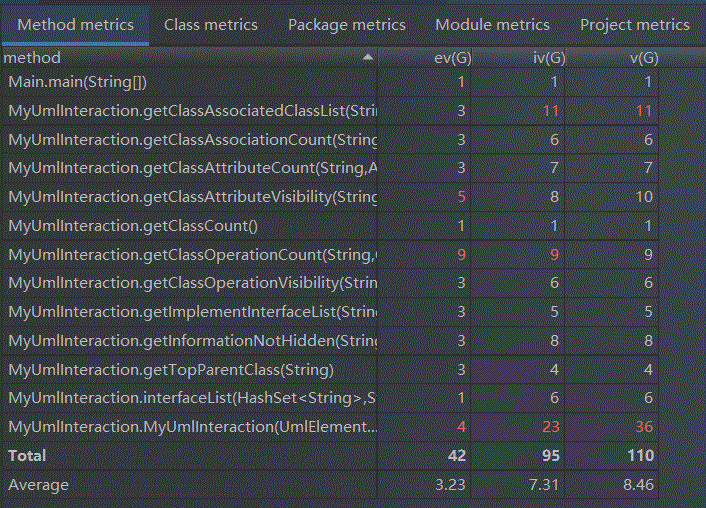 Method metrics Class metrics Package metrics Module metrics Project metrics
method ev(G) iv(G) v(G)
Main.main(String[]) 1 1 1
MyUmlInteraction.getClassAssociatedClassList(Strin 3 11 11
MyUmlInteraction.getClassAssociationCount(String, 3 6 6
MyUmlInteraction.getClassAttributeCount(String,A 3 7 7
MyUmlInteraction.getClassAttributeVisibility(String 5 8 10
MyUmlInteraction.getClassCount() 1 1 1
MyUmlInteraction.getClassOperationCount(String, 9 9 9
MyUmlInteraction.getClassOperationVisibility(String 3 6 6
MyUmlInteraction.getImplementInterfaceList(String 3 5 5
MyUmlInteraction.getInformationNotHidden(String 3 8 8
MyUmlInteraction.getTopParentClass(String) 3 4 4
MyUmlInteraction.interfaceList(HashSet<String>,S 1 6 6
MyUmlInteraction.MyUmlInteraction(UmlElement... 4 23 36
Total 42 95 110
Average 3.23 7.31 8.46